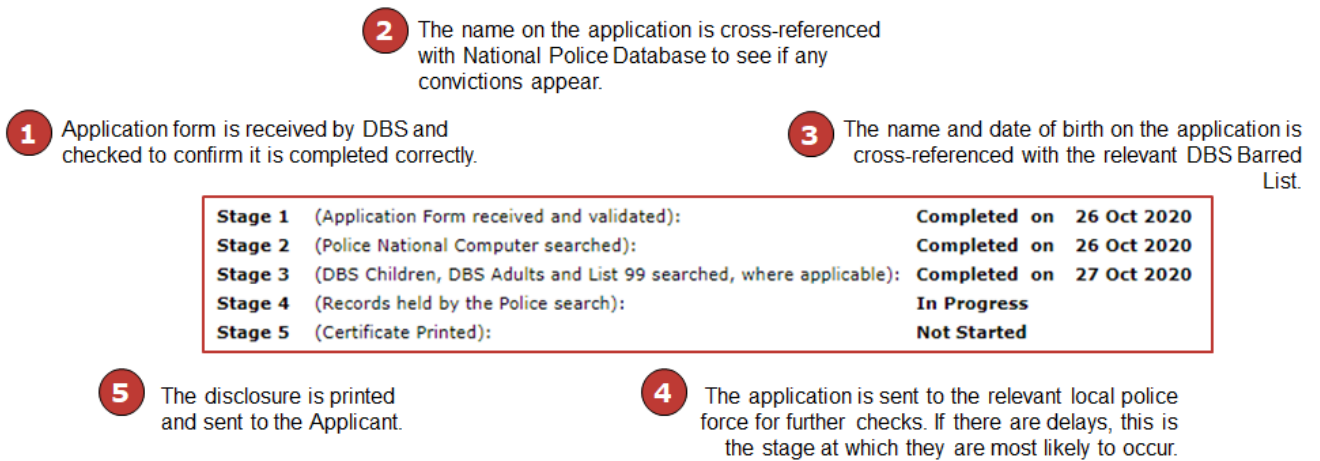 2 The name on the application is cross-referenced
with National Police Database to see if any
convictions appear.
1 Application form is received by DBS and
checked to confirm it is completed correctly.
3 The name and date of birth on the application is
cross-referenced with the relevant DBS Barred
List.
Stage 1 (Application Form received and validated): Completed on 26 Oct 2020
Stage 2 (Police National Computer searched): Completed on 26 Oct 2020
Stage 3 (DBS Children, DBS Adults and List 99 searched, where applicable): Completed on 27 Oct 2020
Stage 4 (Records held by the Police search): In Progress
Stage 5 (Certificate Printed): Not Started
5 The disclosure is printed
and sent to the Applicant.
4 The application is sent to the relevant local police
force for further checks. If there are delays, this is
the stage at which they are most likely to occur.